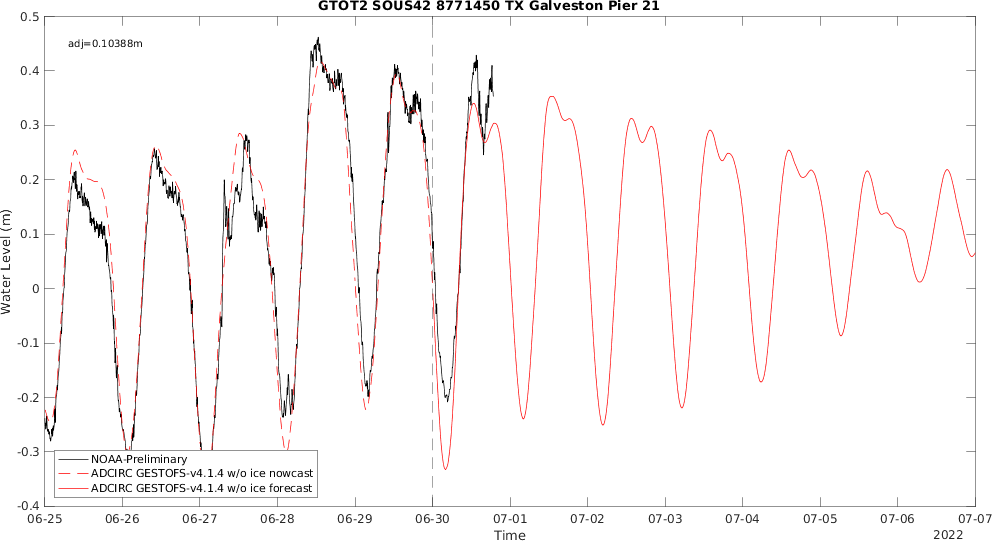 GTOT2 SOUS42 8771450 TX Galveston Pier 21
adj=0.10388m
Water Level (m)
0.5
0.4
0.3
0.2
0.1
0
-0.1
-0.2
-0.3
-0.4
NOAA-Preliminary
ADCIRC GESTOFS-v4.1.4 w/o ice nowcast
ADCIRC GESTOFS-v4.1.4 w/o ice forecast
06-25 06-26 06-27 06-28 06-29 06-30 07-01 07-02 07-03 07-04 07-05 07-06 07-07
Time
2022